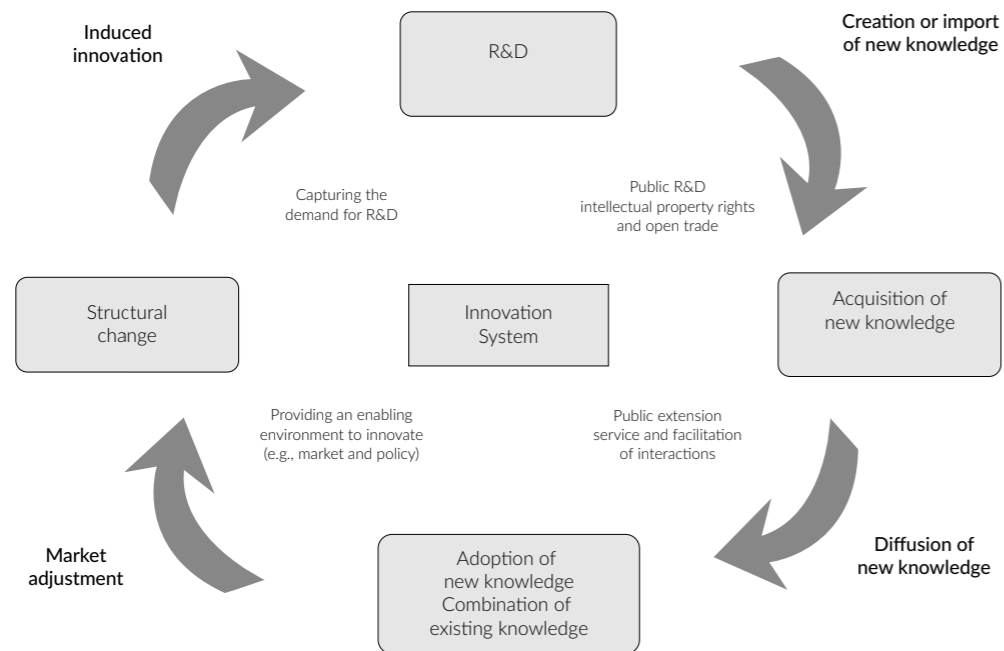 Induced
innovation
R&D
Creation or import
of new knowledge
Capturing the
demand for R&D
Public R&D
intellectual property rights
and open trade
Structural
change
Innovation
System
Acquisition of
new knowledge
Providing an enabling
environment to innovate
(e.g., market and policy)
Public extension
service and facilitation
of interactions
Market
adjustment
Adoption of
new knowledge
Combination of
existing knowledge
Diffusion of
new knowledge